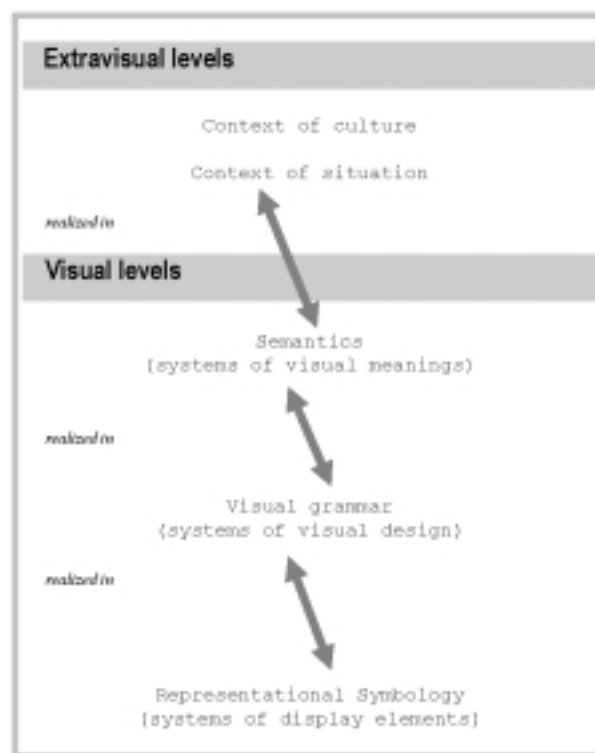 Extravisual levels
Context of culture
Context of situation
realized in
Visual levels
Semantics
(systems of visual meanings)
realized in
Visual grammar
(systems of visual design)
realized in
Representational Symbology
(systems of display elements)